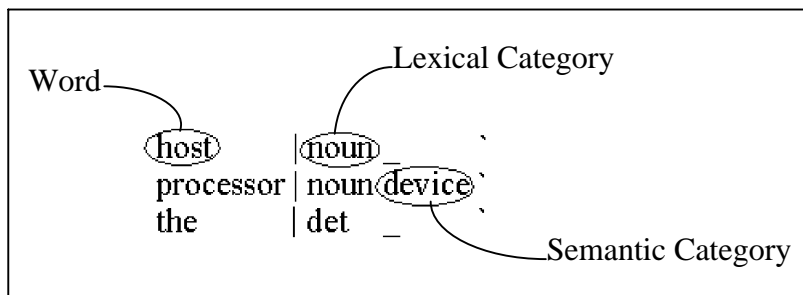 Lexical Category
Word
host | noun _ `
processor | noun device `
the | det _ `
Semantic Category